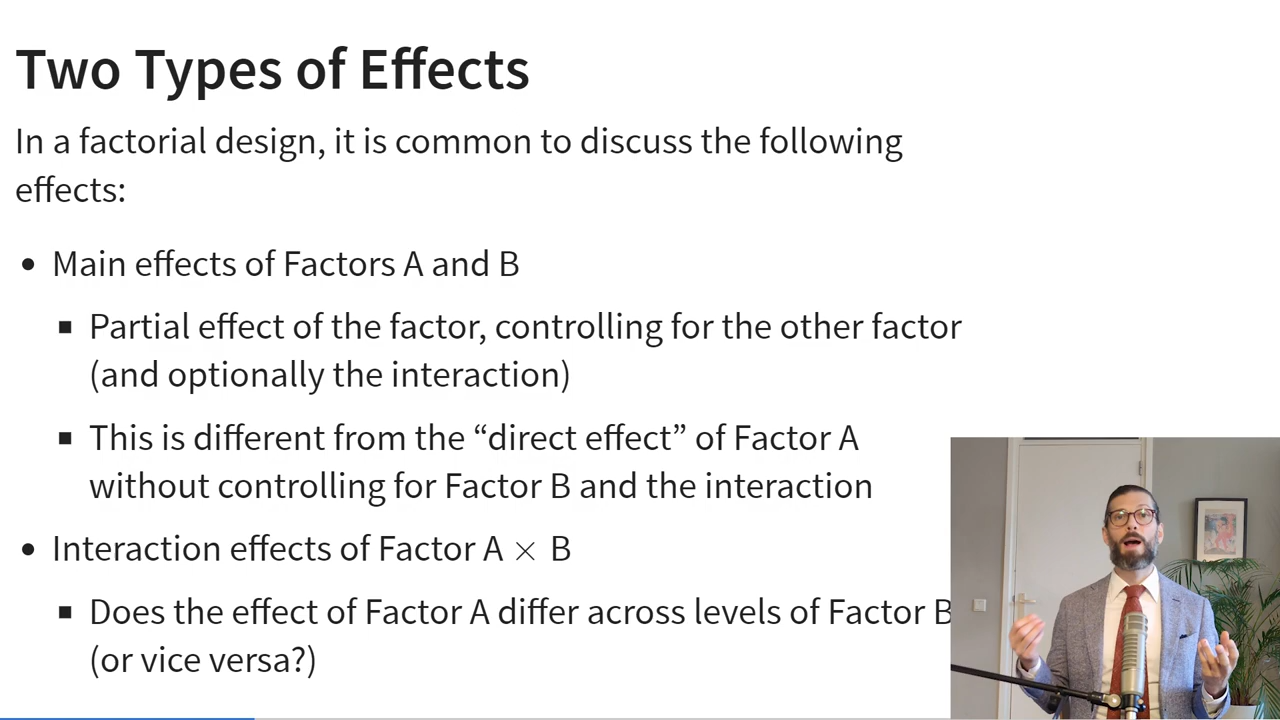 Two Types of Effects
In a factorial design, it is common to discuss the following
effects:
• Main effects of Factors A and B
▪ Partial effect of the factor, controlling for the other factor
(and optionally the interaction)
▪ This is different from the “direct effect” of Factor A
without controlling for Factor B and the interaction
• Interaction effects of Factor A × B
▪ Does the effect of Factor A differ across levels of Factor B
(or vice versa?)